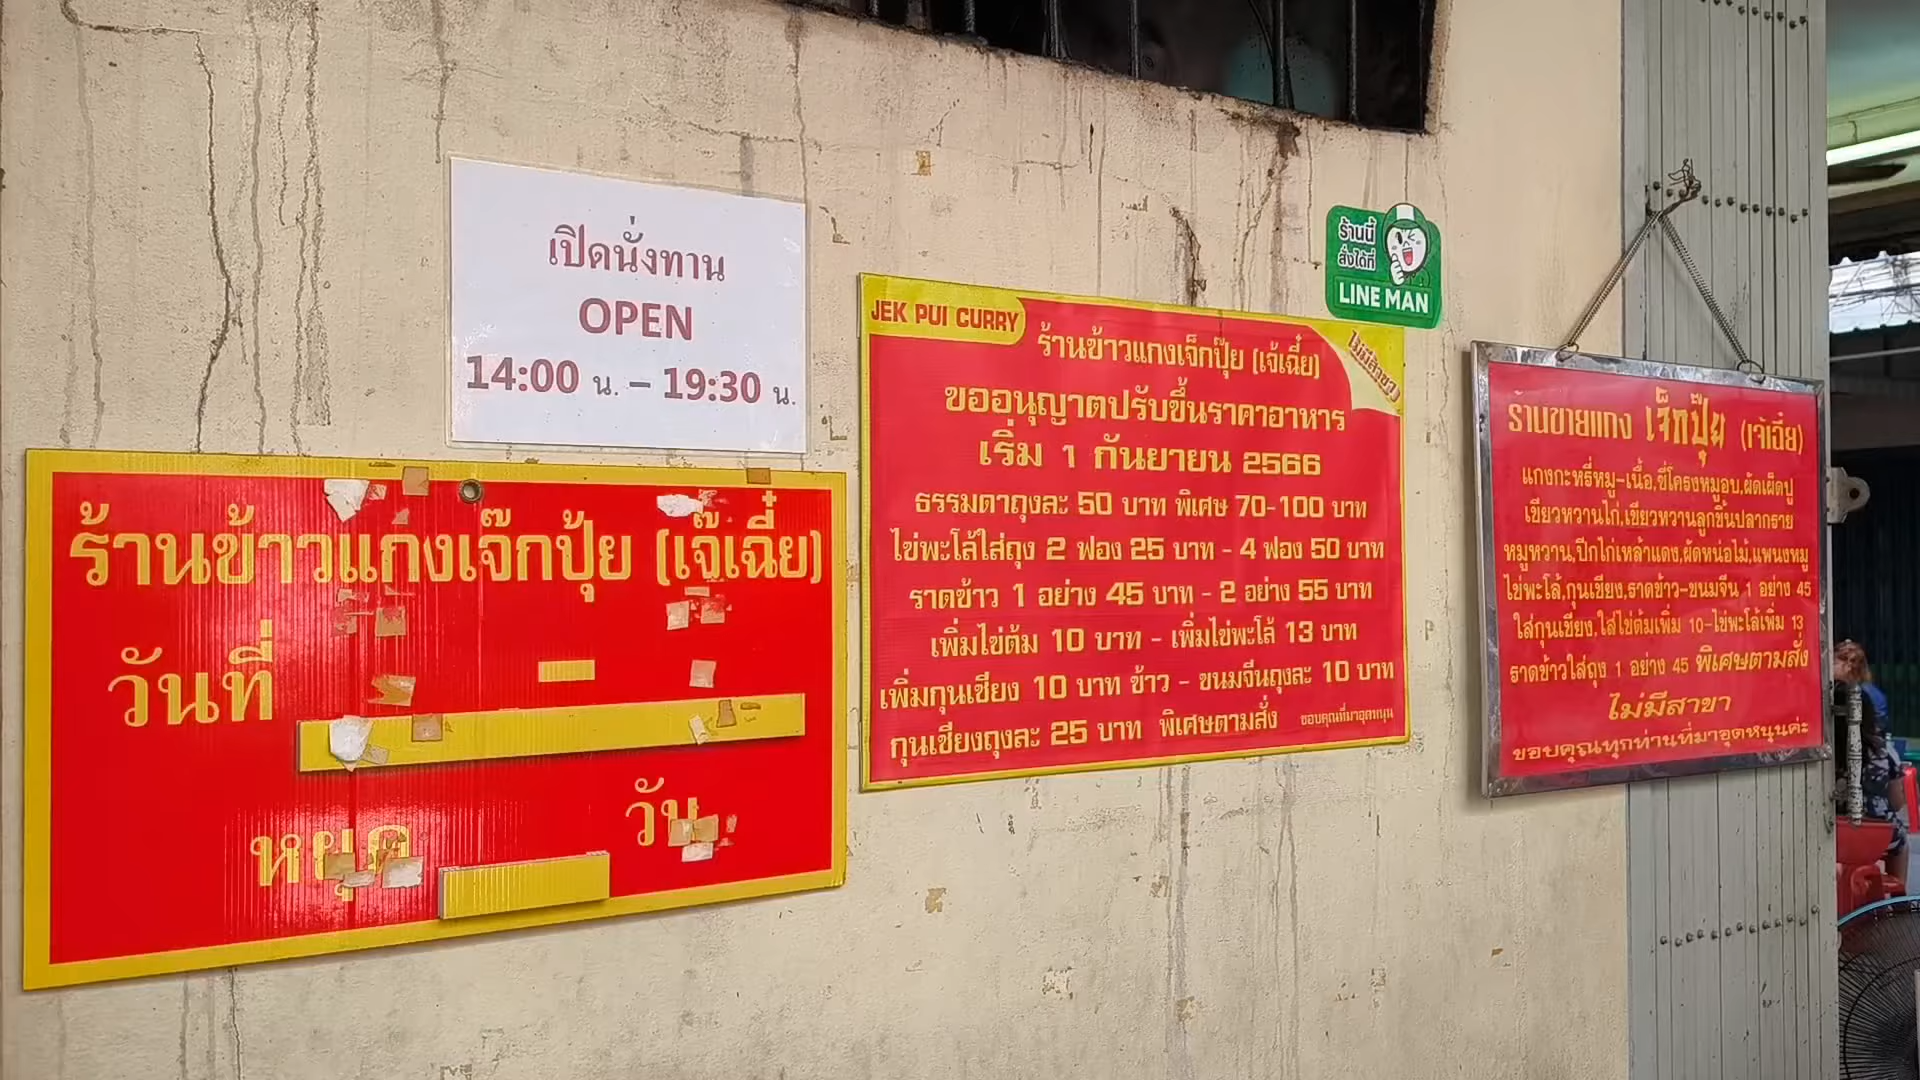 เปิดนั่งทาน
OPEN
14:00 น. – 19:30 น.
ร้านข้าวแกงเจ๊กปุ้ย (เจ๊เฉี๋ย)
วันที่
หยุด
วัน
JEK PUI CURRY
ไม่มีสาขา
ร้านข้าวแกงเจ็กปุ๊ย (เจ้เฉี่ย)
ขออนุญาตปรับขึ้นราคาอาหาร
เริ่ม 1 กันยายน 2566
ธรรมดาถุงละ 50 บาท พิเศษ 70-100 บาท
ไข่พะโล้ใส่ถุง 2 ฟอง 25 บาท - 4 ฟอง 50 บาท
ราดข้าว 1 อย่าง 45 บาท - 2 อย่าง 55 บาท
เพิ่มไข่ต้ม 10 บาท - เพิ่มไข่พะโล้ 13 บาท
เพิ่มกุนเชียง 10 บาท ข้าว - ขนมจีนถุงละ 10 บาท
กุนเชียงถุงละ 25 บาท พิเศษตามสั่ง ขอบคุณที่มาอุดหนุน
ร้านนี้
สั่งได้ที่
LINE MAN
ร้านขายแกง เจ็กปุ๊ย (เจ้เฉี่ย)
แกงกะหรี่หมู-เนื้อ,ซี่โครงหมูอบ,ผัดเผ็ดปู
เขียวหวานไก่,เขียวหวานลูกชิ้นปลากราย
หมูหวาน,ปีกไก่เหล้าแดง,ผัดหน่อไม้,แพนงหมู
ไข่พะโล้,กุนเชียง,ราดข้าว-ขนมจีน 1 อย่าง 45
ใส่กุนเชียง,ใส่ไข่ต้มเพิ่ม 10-ไข่พะโล้เพิ่ม 13
ราดข้าวใส่ถุง 1 อย่าง 45 พิเศษตามสั่ง
ไม่มีสาขา
ขอบคุณทุกท่านที่มาอุดหนุนค่ะ